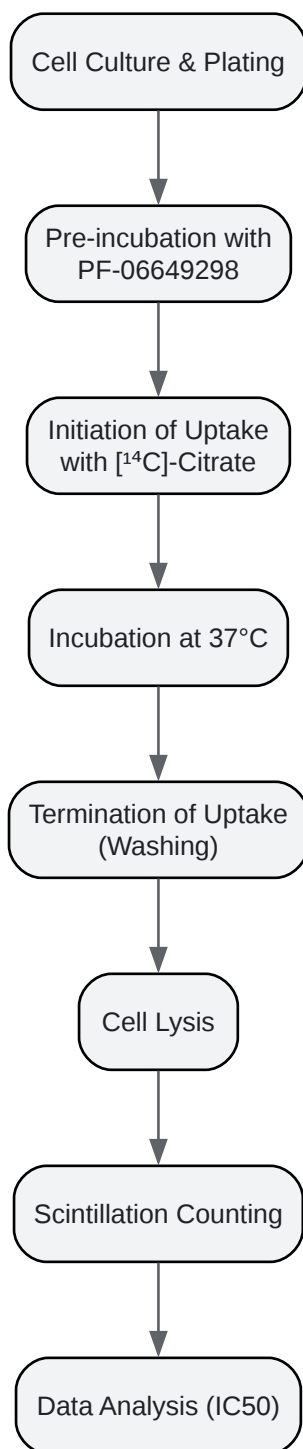 Cell Culture & Plating
Pre-incubation with
PF-06649298
Initiation of Uptake
with [¹⁴C]-Citrate
Incubation at 37°C
Termination of Uptake
(Washing)
Cell Lysis
Scintillation Counting
Data Analysis (IC50)